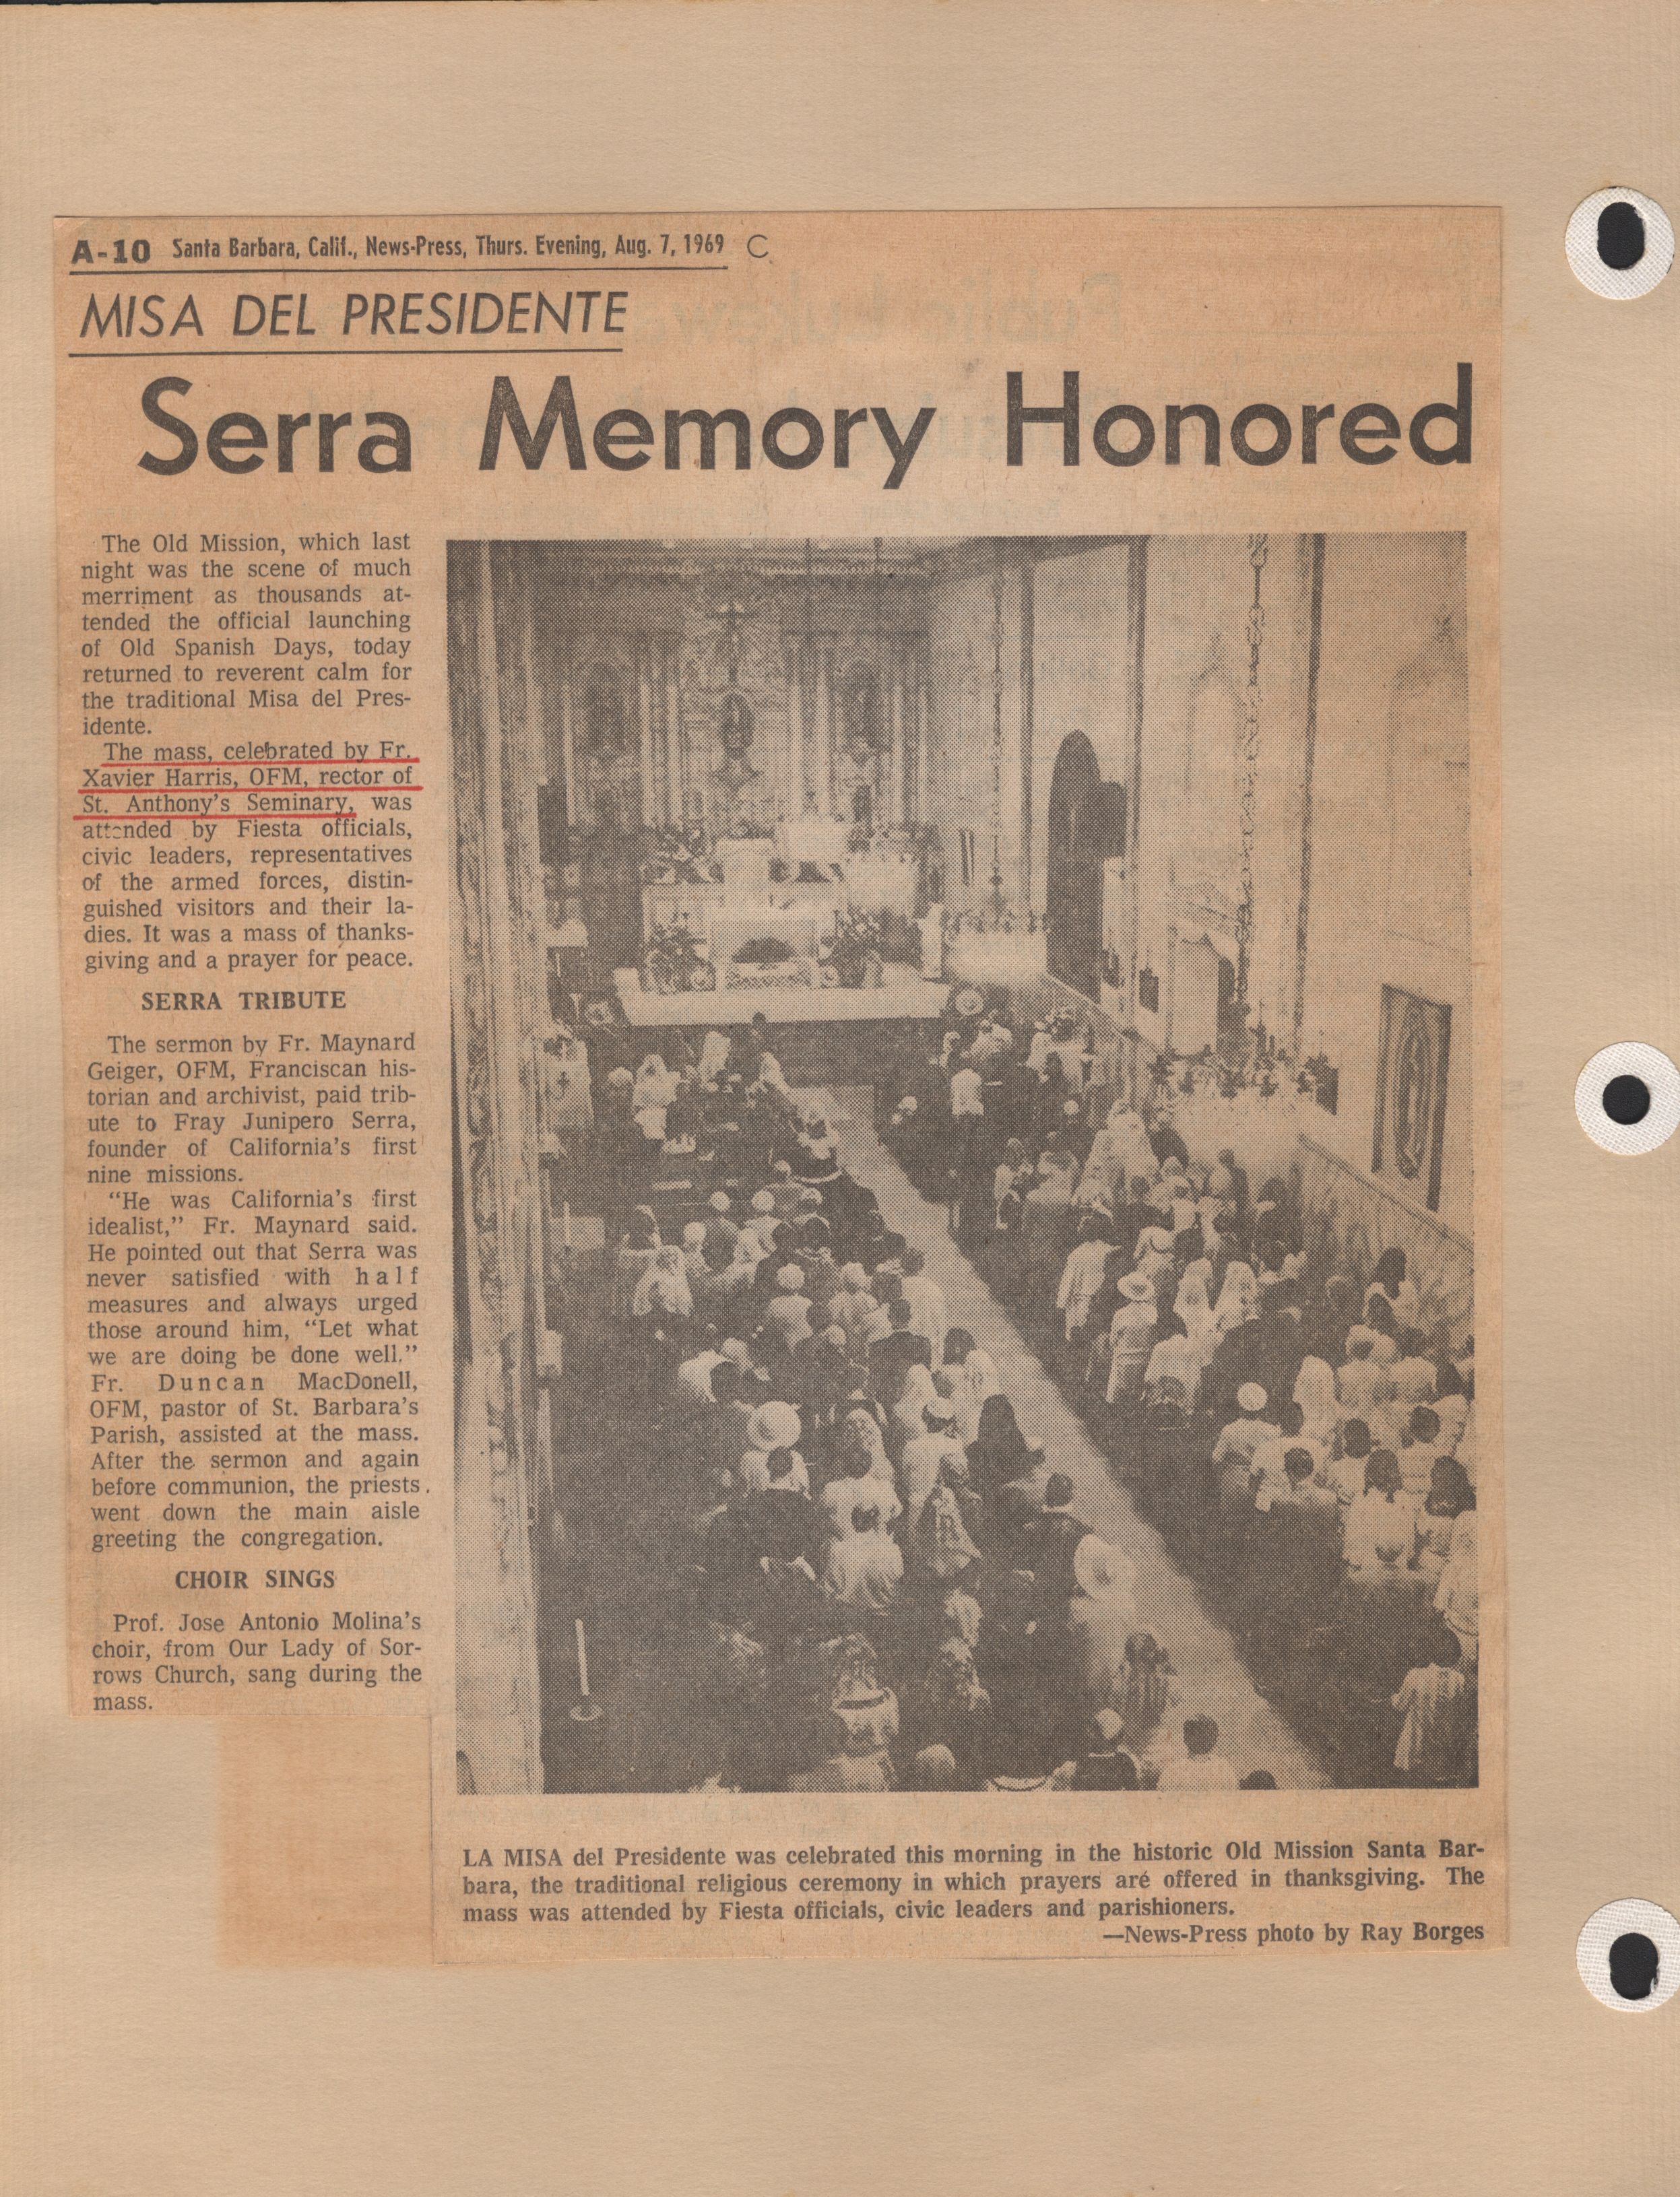 A-10 Santa Barbara, Calif., News-Press, Thurs. Evening, Aug. 7, 1969 C
MISA DEL PRESIDENTE
Serra Memory Honored
The Old Mission, which last
night was the scene of much
merriment as thousands at-
tended the official launching
of Old Spanish Days, today
returned to reverent calm for
the traditional Misa del Pres-
idente.
The mass, celebrated by Fr.
Xavier Harris, OFM, rector of
St. Anthony's Seminary, was
attended by Fiesta officials,
civic leaders, representatives
of the armed forces, distin-
guished visitors and their la-
dies. It was a mass of thanks-
giving and a prayer for peace.
SERRA TRIBUTE
The sermon by Fr. Maynard
Geiger, OFM, Franciscan his-
torian and archivist, paid trib-
ute to Fray Junipero Serra,
founder of California's first
nine missions.
"He was California's first
idealist," Fr. Maynard said.
He pointed out that Serra was
never satisfied with half
measures and always urged
those around him, "Let what
we are doing be done well."
Fr. Duncan MacDonell,
OFM, pastor of St. Barbara's
Parish, assisted at the mass.
After the sermon and again
before communion, the priests
went down the main aisle
greeting the congregation.
CHOIR SINGS
Prof. Jose Antonio Molina's
choir, from Our Lady of Sor-
rows Church, sang during the
mass.
LA MISA del Presidente was celebrated this morning in the historic Old Mission Santa Bar-
bara, the traditional religious ceremony in which prayers are offered in thanksgiving. The
mass was attended by Fiesta officials, civic leaders and parishioners.
—News-Press photo by Ray Borges